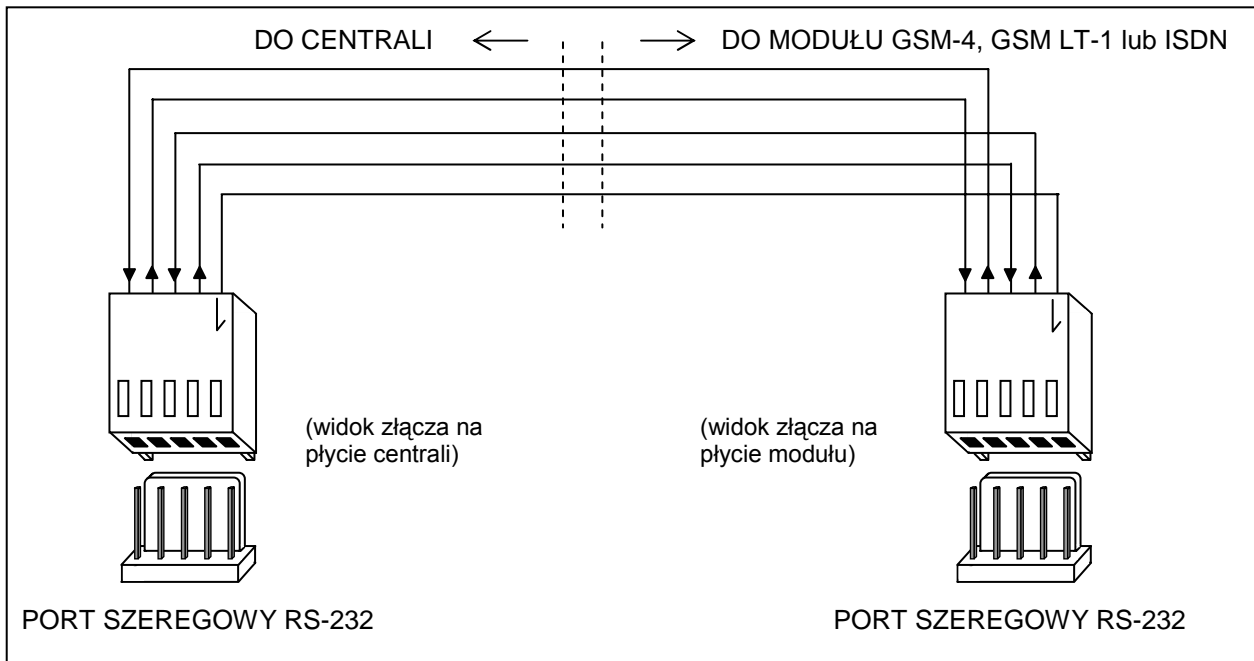 DO CENTRALI
DO MODUŁU GSM-4, GSM LT-1 lub ISDN
(widok złącza na
płycie centrali)
(widok złącza na
płycie modułu)
PORT SZEREGOWY RS-232
PORT SZEREGOWY RS-232